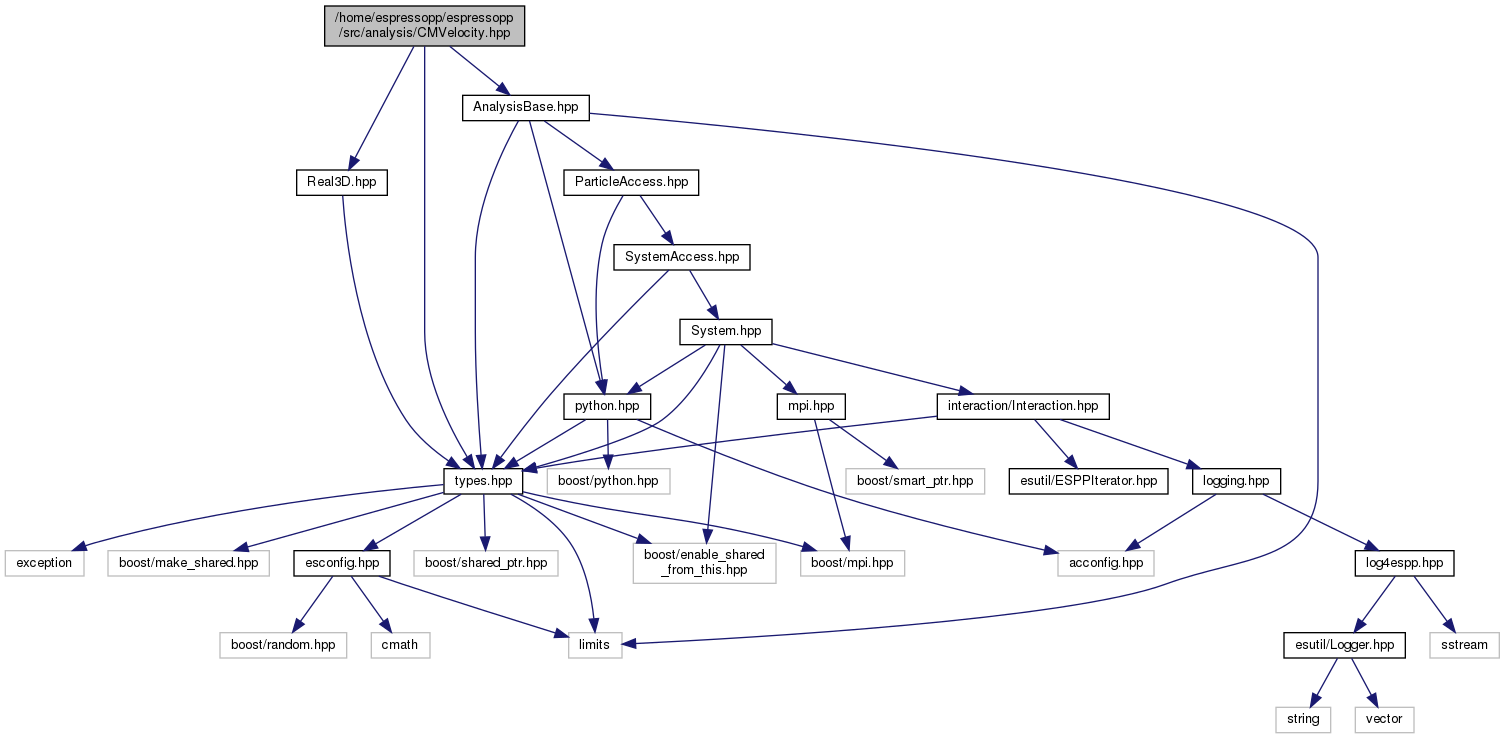 /home/espressopp/espressopp
/src/analysis/CMVelocity.hpp
AnalysisBase.hpp
Real3D.hpp
ParticleAccess.hpp
SystemAccess.hpp
System.hpp
python.hpp
mpi.hpp
interaction/Interaction.hpp
types.hpp
boost/python.hpp
boost/smart_ptr.hpp
esutil/ESPPIterator.hpp
logging.hpp
exception
boost/make_shared.hpp
esconfig.hpp
boost/shared_ptr.hpp
boost/enable_shared
_from_this.hpp
boost/mpi.hpp
acconfig.hpp
log4espp.hpp
boost/random.hpp
cmath
limits
esutil/Logger.hpp
sstream
string
vector